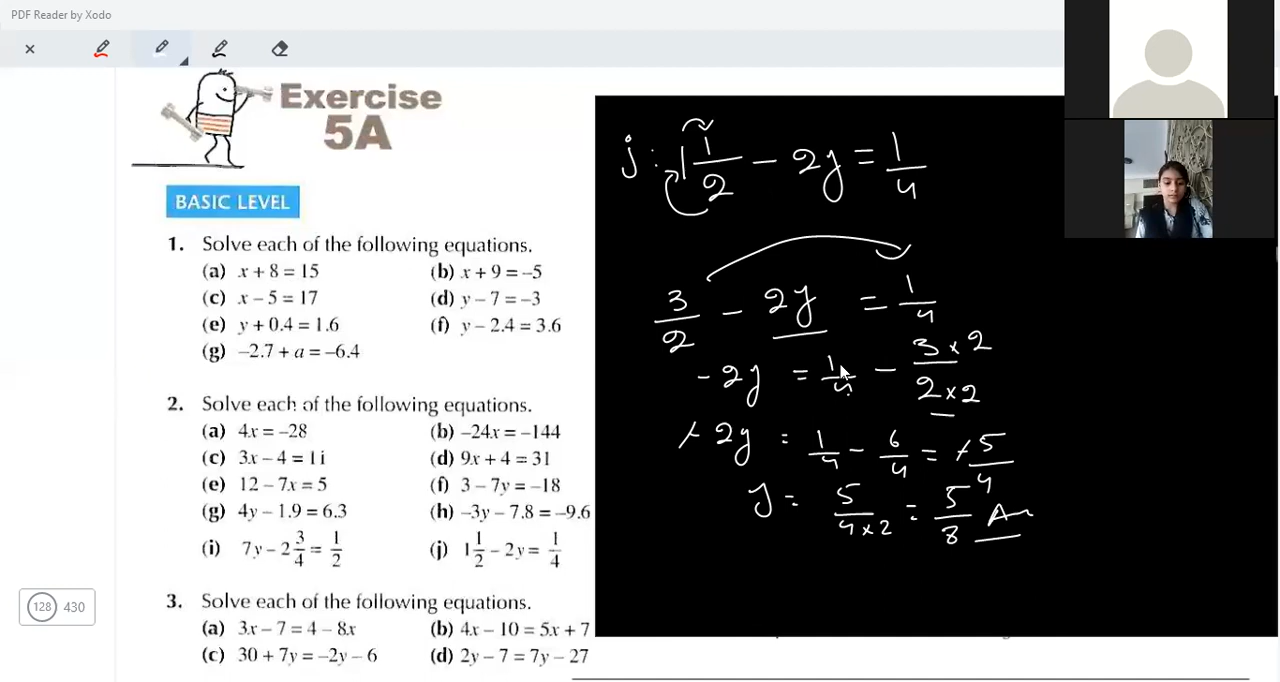 PDF Reader by Xodo
Exercise
5A
BASIC LEVEL
1. Solve each of the following equations.
(a) x + 8 = 15 (b) x + 9 = –5
(c) x – 5 = 17 (d) y – 7 = –3
(e) y + 0.4 = 1.6 (f) y – 2.4 = 3.6
(g) –2.7 + a = –6.4
2. Solve each of the following equations.
(a) 4x = –28 (b) –24x = –144
(c) 3x – 4 = 11 (d) 9x + 4 = 31
(e) 12 – 7x = 5 (f) 3 – 7y = –18
(g) 4y – 1.9 = 6.3 (h) –3y – 7.8 = –9.6
(i) 7y – 2 3/4 = 1/2 (j) 1 1/2 – 2y = 1/4
3. Solve each of the following equations.
(a) 3x – 7 = 4 – 8x (b) 4x – 10 = 5x + 7
(c) 30 + 7y = –2y – 6 (d) 2y – 7 = 7y – 27
128 430
j: 1 1/2 – 2y = 1/4
3/2 – 2y = 1/4
– 2y = 1/4 – 3 × 2/2 × 2
– 2y = 1/4 – 6/4 = – 5/4
y = 5/4 × 2 = 5/8 An